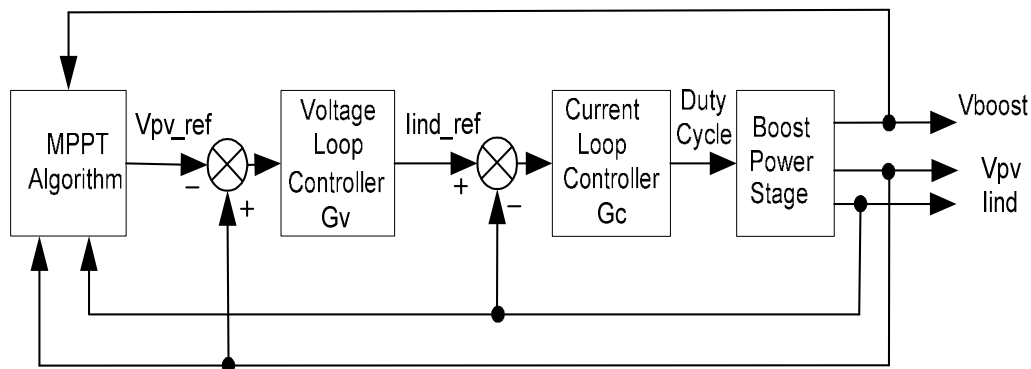 MPPT
Algorithm
Vpv_ref
−
+
Voltage
Loop
Controller
Gv
Iind_ref
+
−
Current
Loop
Controller
Gc
Duty
Cycle
Boost
Power
Stage
Vboost
Vpv
Iind